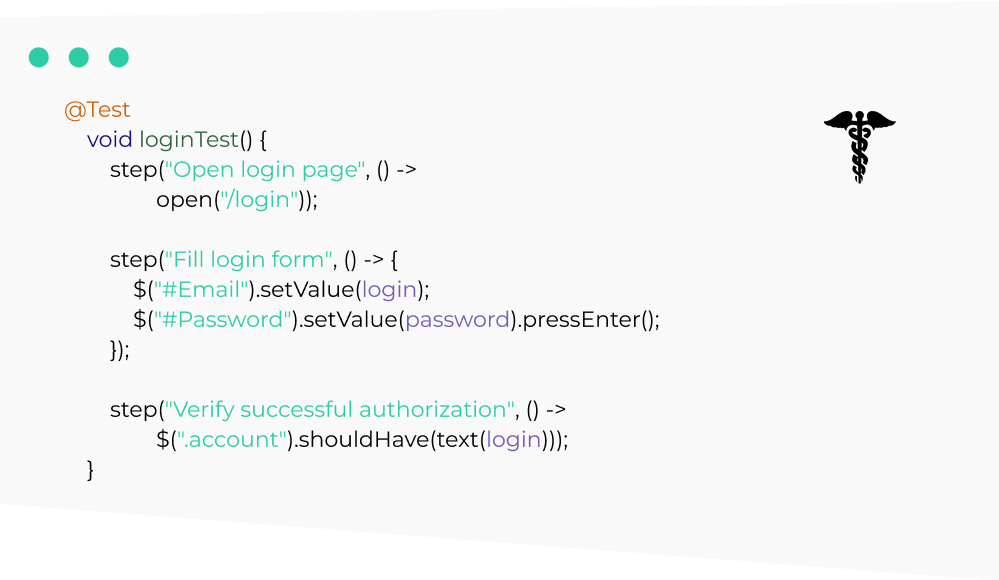 @Test
void loginTest() {
step("Open login page", () ->
open("/login"));
step("Fill login form", () -> {
$("#Email").setValue(login);
$("#Password").setValue(password).pressEnter();
});
step("Verify successful authorization", () ->
$(".account").shouldHave(text(login)));
}